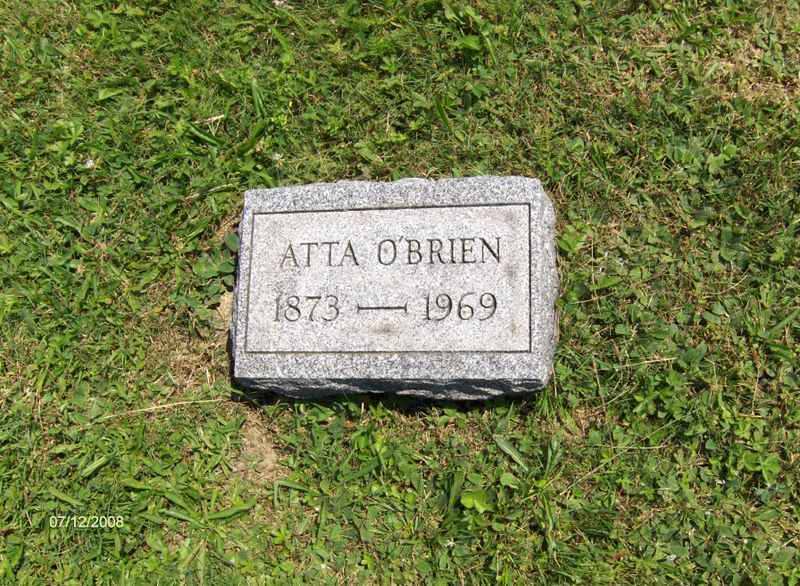 ATTA O'BRIEN
1873 — 1969
07/12/2008